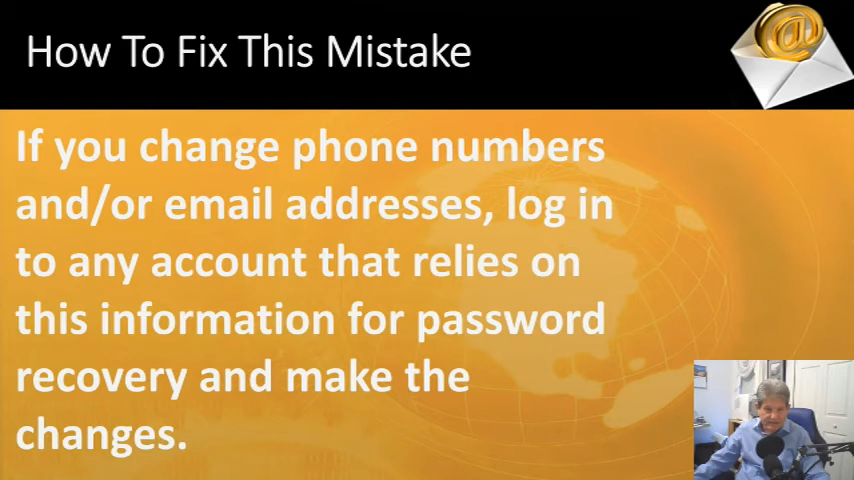 How To Fix This Mistake
If you change phone numbers
and/or email addresses, log in
to any account that relies on
this information for password
recovery and make the
changes.